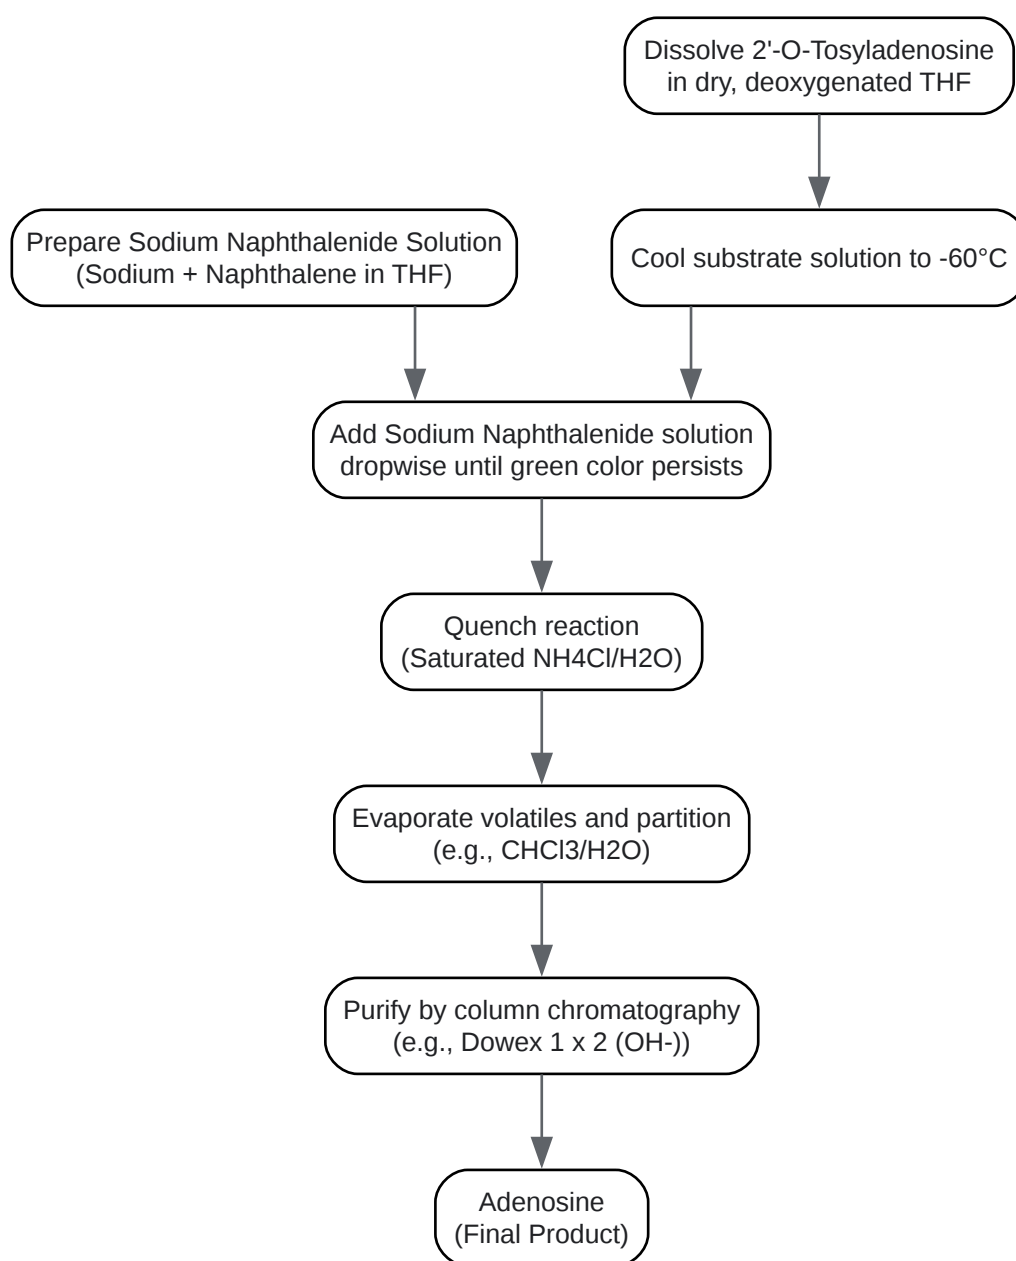 Dissolve 2'-O-Tosyladenosine
in dry, deoxygenated THF
Prepare Sodium Naphthalenide Solution
(Sodium + Naphthalene in THF)
Cool substrate solution to -60°C
Add Sodium Naphthalenide solution
dropwise until green color persists
Quench reaction
(Saturated NH4Cl/H2O)
Evaporate volatiles and partition
(e.g., CHCl3/H2O)
Purify by column chromatography
(e.g., Dowex 1 x 2 (OH-))
Adenosine
(Final Product)